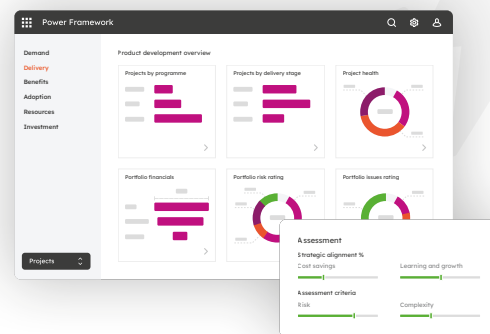 Power Framework
Demand
Delivery
Benefits
Adoption
Resources
Investment
Projects
Product development overview
Projects by programme
Projects by delivery stage
Project health
Portfolio financials
Portfolio risk rating
Portfolio issues rating
Assessment
Strategic alignment %
Cost savings
Learning and growth
Assessment criteria
Risk
Complexity